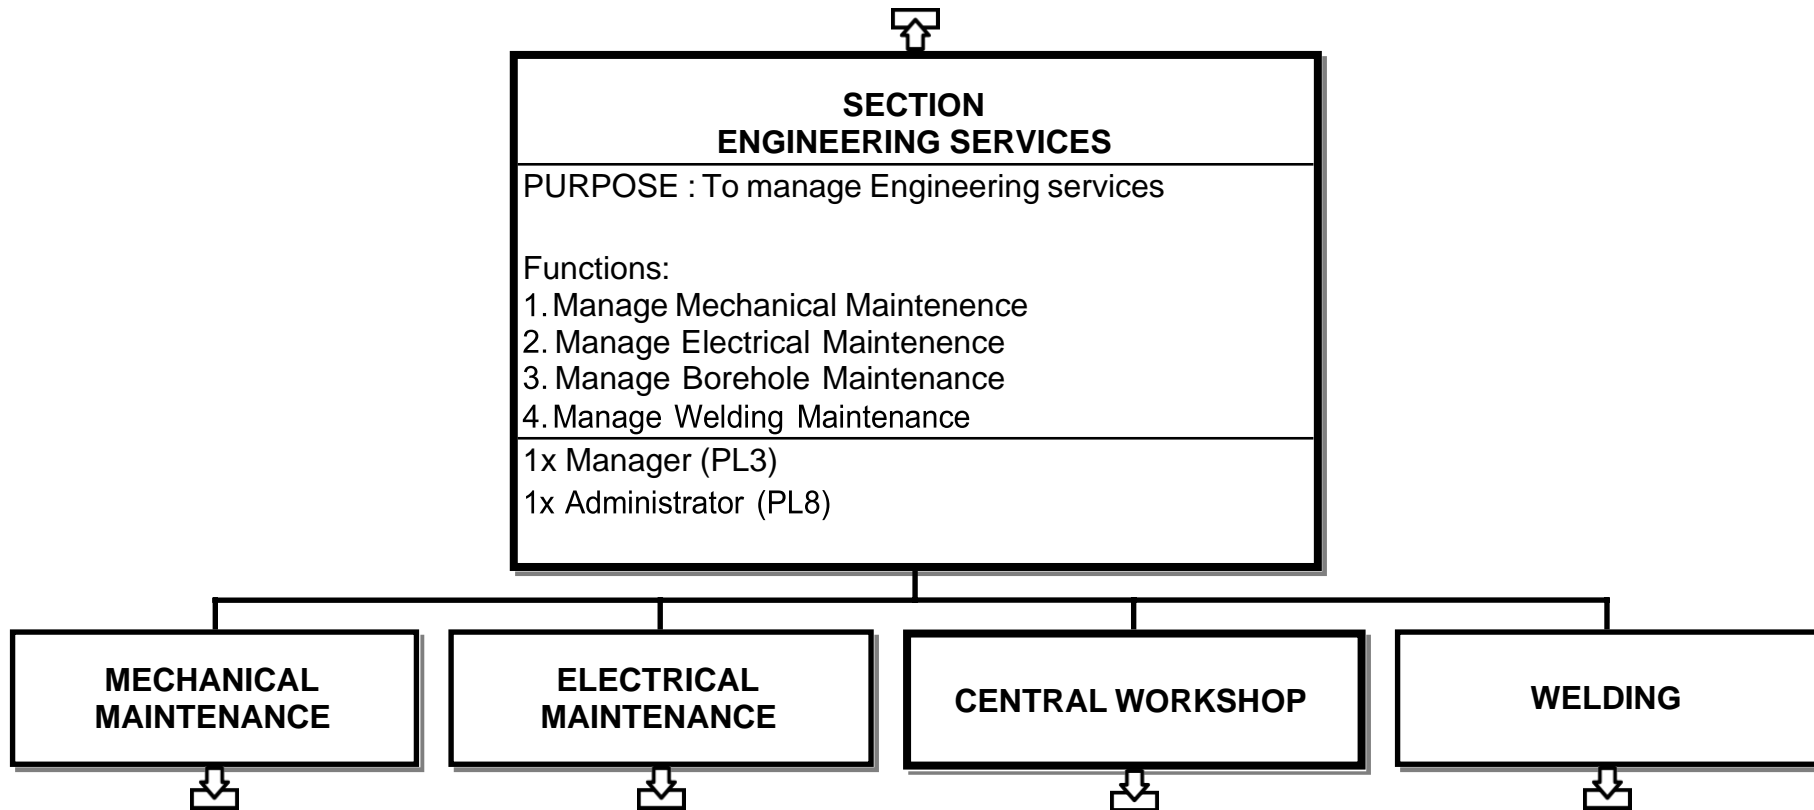 SECTION
ENGINEERING SERVICES
PURPOSE : To manage Engineering services
Functions:
1. Manage Mechanical Maintenence
2. Manage Electrical Maintenence
3. Manage Borehole Maintenance
4. Manage Welding Maintenance
1x Manager (PL3)
1x Administrator (PL8)
MECHANICAL
MAINTENANCE
ELECTRICAL
MAINTENANCE
CENTRAL WORKSHOP
WELDING